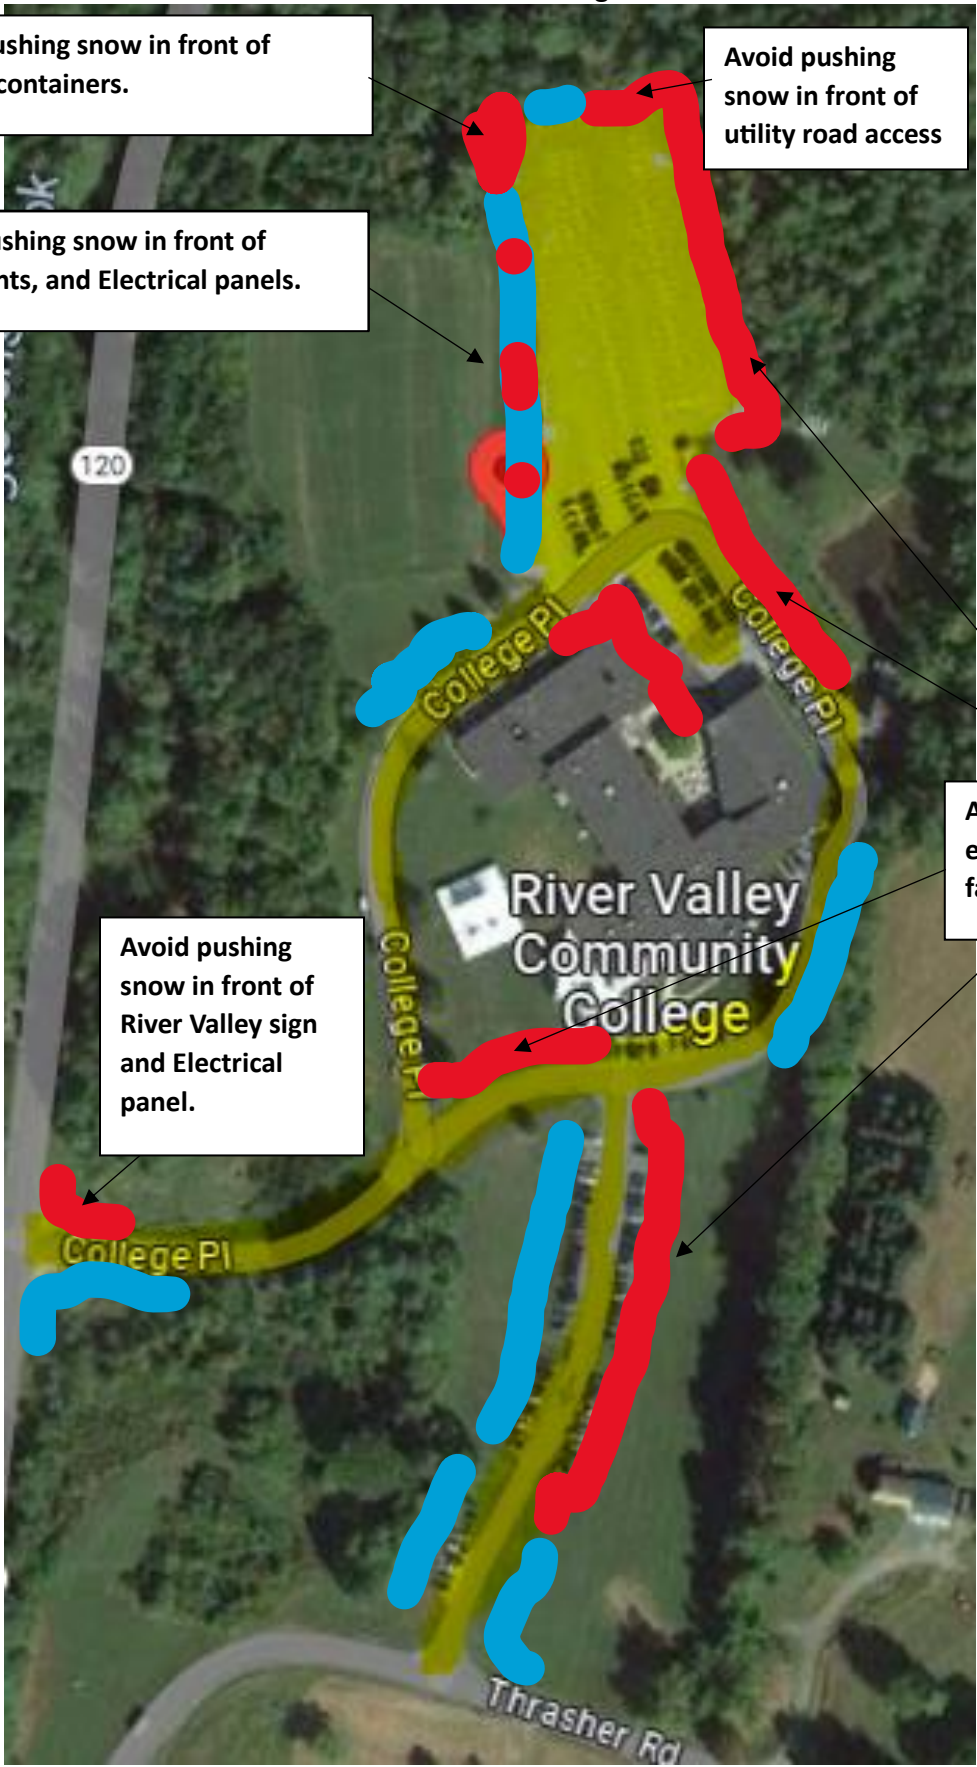 ushing snow in front of
containers.
Avoid pushing
snow in front of
utility road access
shing snow in front of
nts, and Electrical panels.
120
College Pl
College Pl
A
e
fa
River Valley
Community
College
College Pl
Avoid pushing
snow in front of
River Valley sign
and Electrical
panel.
College Pl
Thrasher Rd